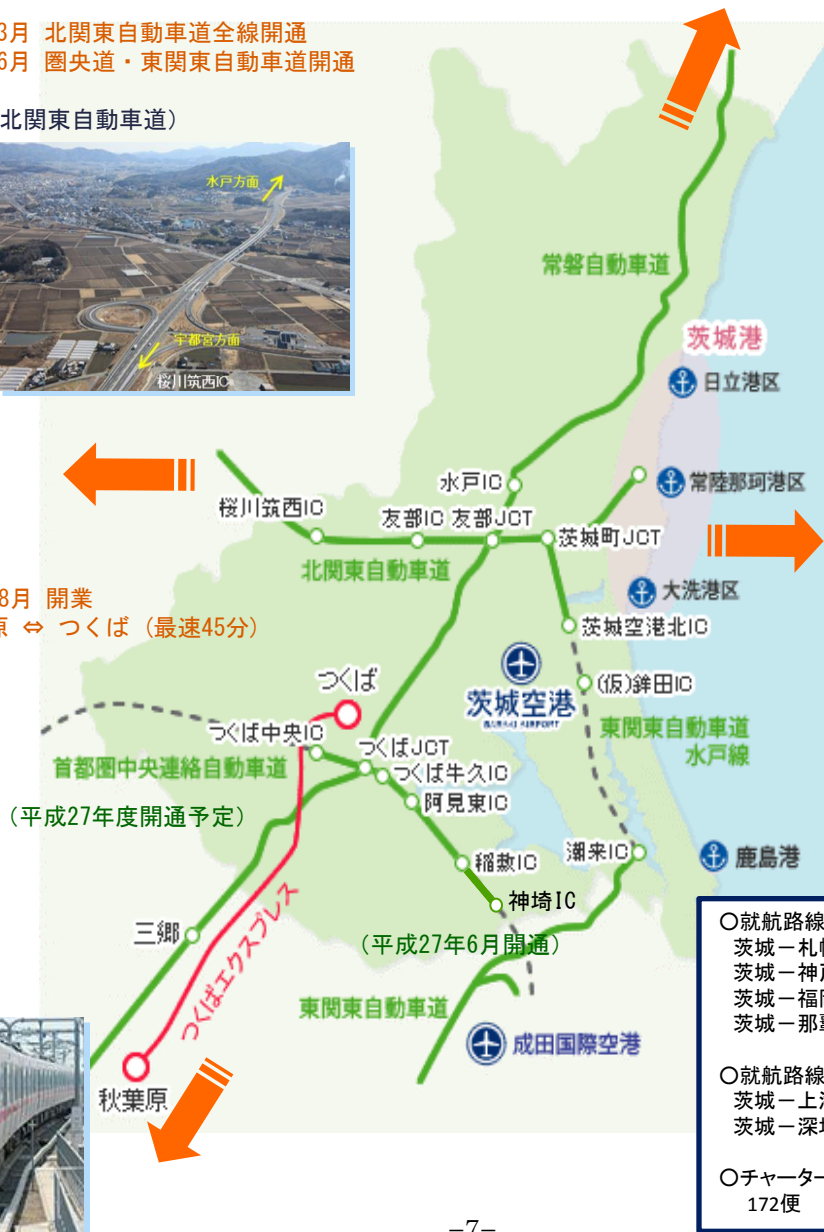 3月 北関東自動車道全線開通
6月 圏央道・東関東自動車道開通
北関東自動車道)
水戸方面
宇都宮方面
桜川筑西IC
常磐自動車道
茨城港
日立港区
水戸IC
常陸那珂港区
桜川筑西IC
友部IC 友部JCT
茨城町JCT
北関東自動車道
大洗港区
8月 開業
原 ⇔ つくば (最速45分)
茨城空港北IC
つくば
(仮)鉾田IC
茨城空港
IBARAKI AIRPORT
東関東自動車道
水戸線
つくば中央IC
つくばJCT
首都圏中央連絡自動車道
つくば牛久IC
阿見東IC
(平成27年度開通予定)
稲敷IC
潮来IC
鹿島港
神埼IC
三郷
つくばエクスプレス
(平成27年6月開通)
東関東自動車道
成田国際空港
秋葉原
〇就航路線
茨城－札幌
茨城－神戸
茨城－福岡
茨城－那覇
〇就航路線
茨城－上海
茨城－深圳
〇チャーター
172便
–7–